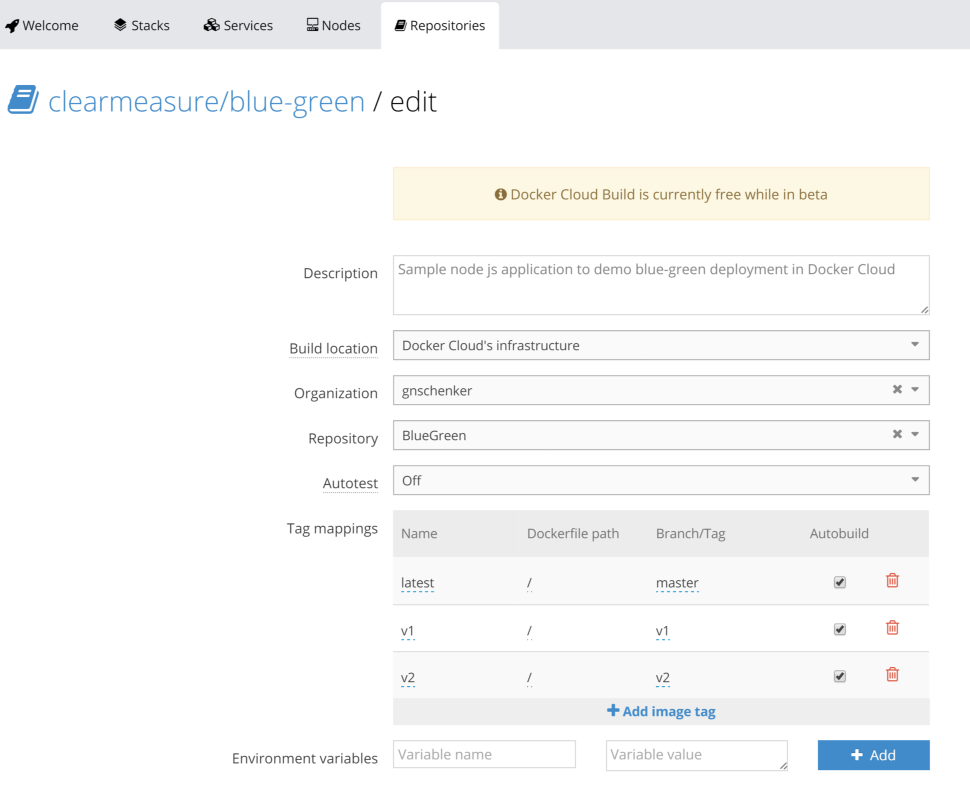 Welcome Stacks Services Nodes Repositories
clearmeasure/blue-green / edit
Docker Cloud Build is currently free while in beta
Description Sample node js application to demo blue-green deployment in Docker Cloud
Build location Docker Cloud's infrastructure
Organization gnschenker
Repository BlueGreen
Autotest Off
Tag mappings Name Dockerfile path Branch/Tag Autobuild
latest / master
v1 / v1
v2 / v2
Add image tag
Environment variables Variable name Variable value Add